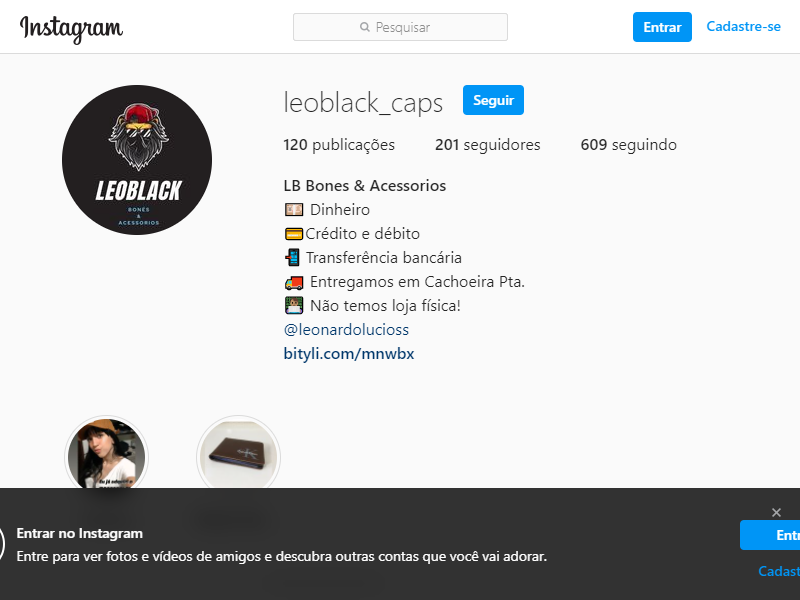 Instagram
Pesquisar
Entrar
Cadastre-se
LEOBLACK
BONÉS
&
ACESSORIOS
leoblack_caps
Seguir
120 publicações
201 seguidores
609 seguindo
LB Bones & Acessorios
Dinheiro
Crédito e débito
Transferência bancária
Entregamos em Cachoeira Pta.
Não temos loja física!
@leonardolucioss
bityli.com/mnwbx
Entrar no Instagram
Entre para ver fotos e vídeos de amigos e descubra outras contas que você vai adorar.
Entr
Cadast